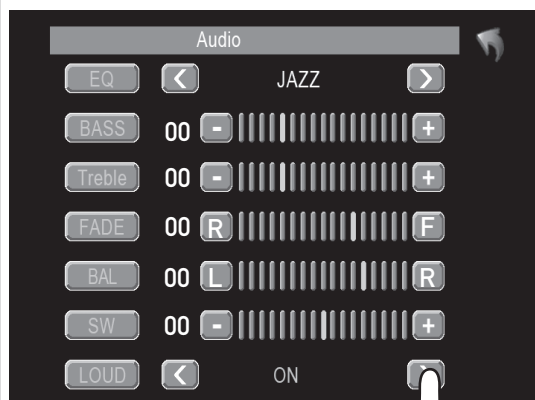 Audio
EQ < JAZZ >
BASS 00 - +
Treble 00 - +
FADE 00 R F
BAL 00 L R
SW 00 - +
LOUD < ON >